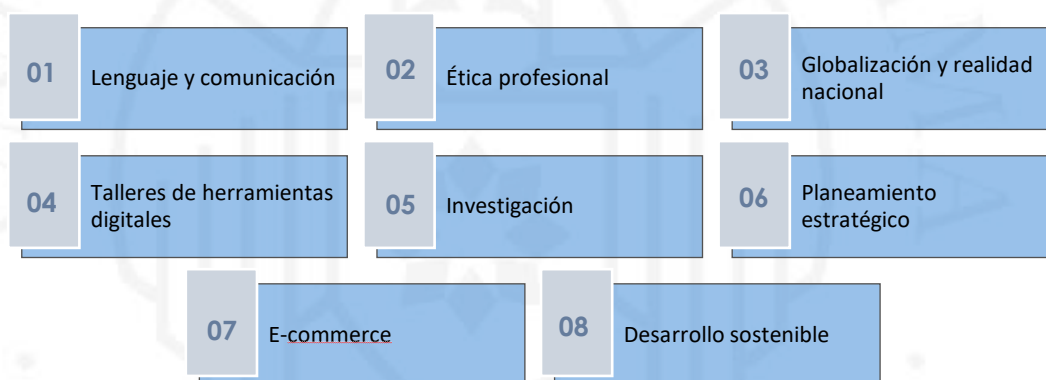 01
Lenguaje y comunicación
02
Ética profesional
03
Globalización y realidad
nacional
04
Talleres de herramientas
digitales
05
Investigación
06
Planeamiento
estratégico
07
E-commerce
08
Desarrollo sostenible